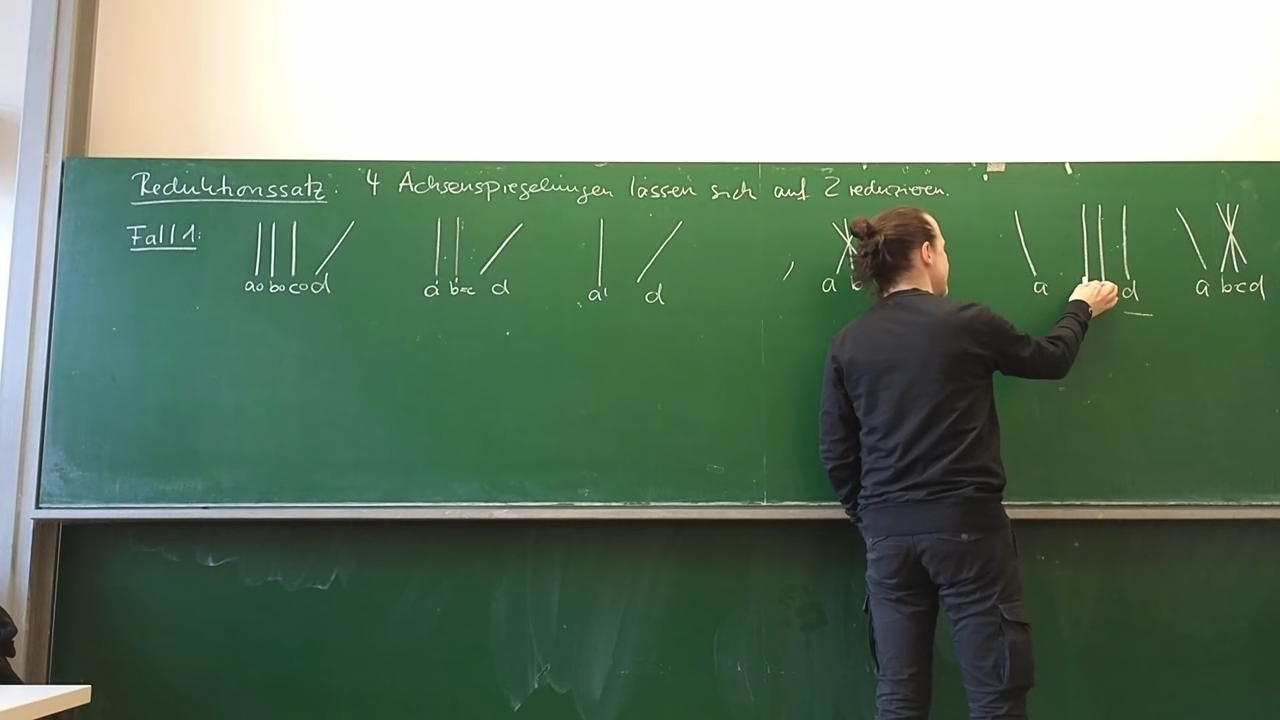 Reduktionssatz: 4 Achsenspiegelungen lassen sich auf 2 reduzieren.
Fall 1: a∘b∘c∘d a' b'=c d a' d , a b a d a b c d